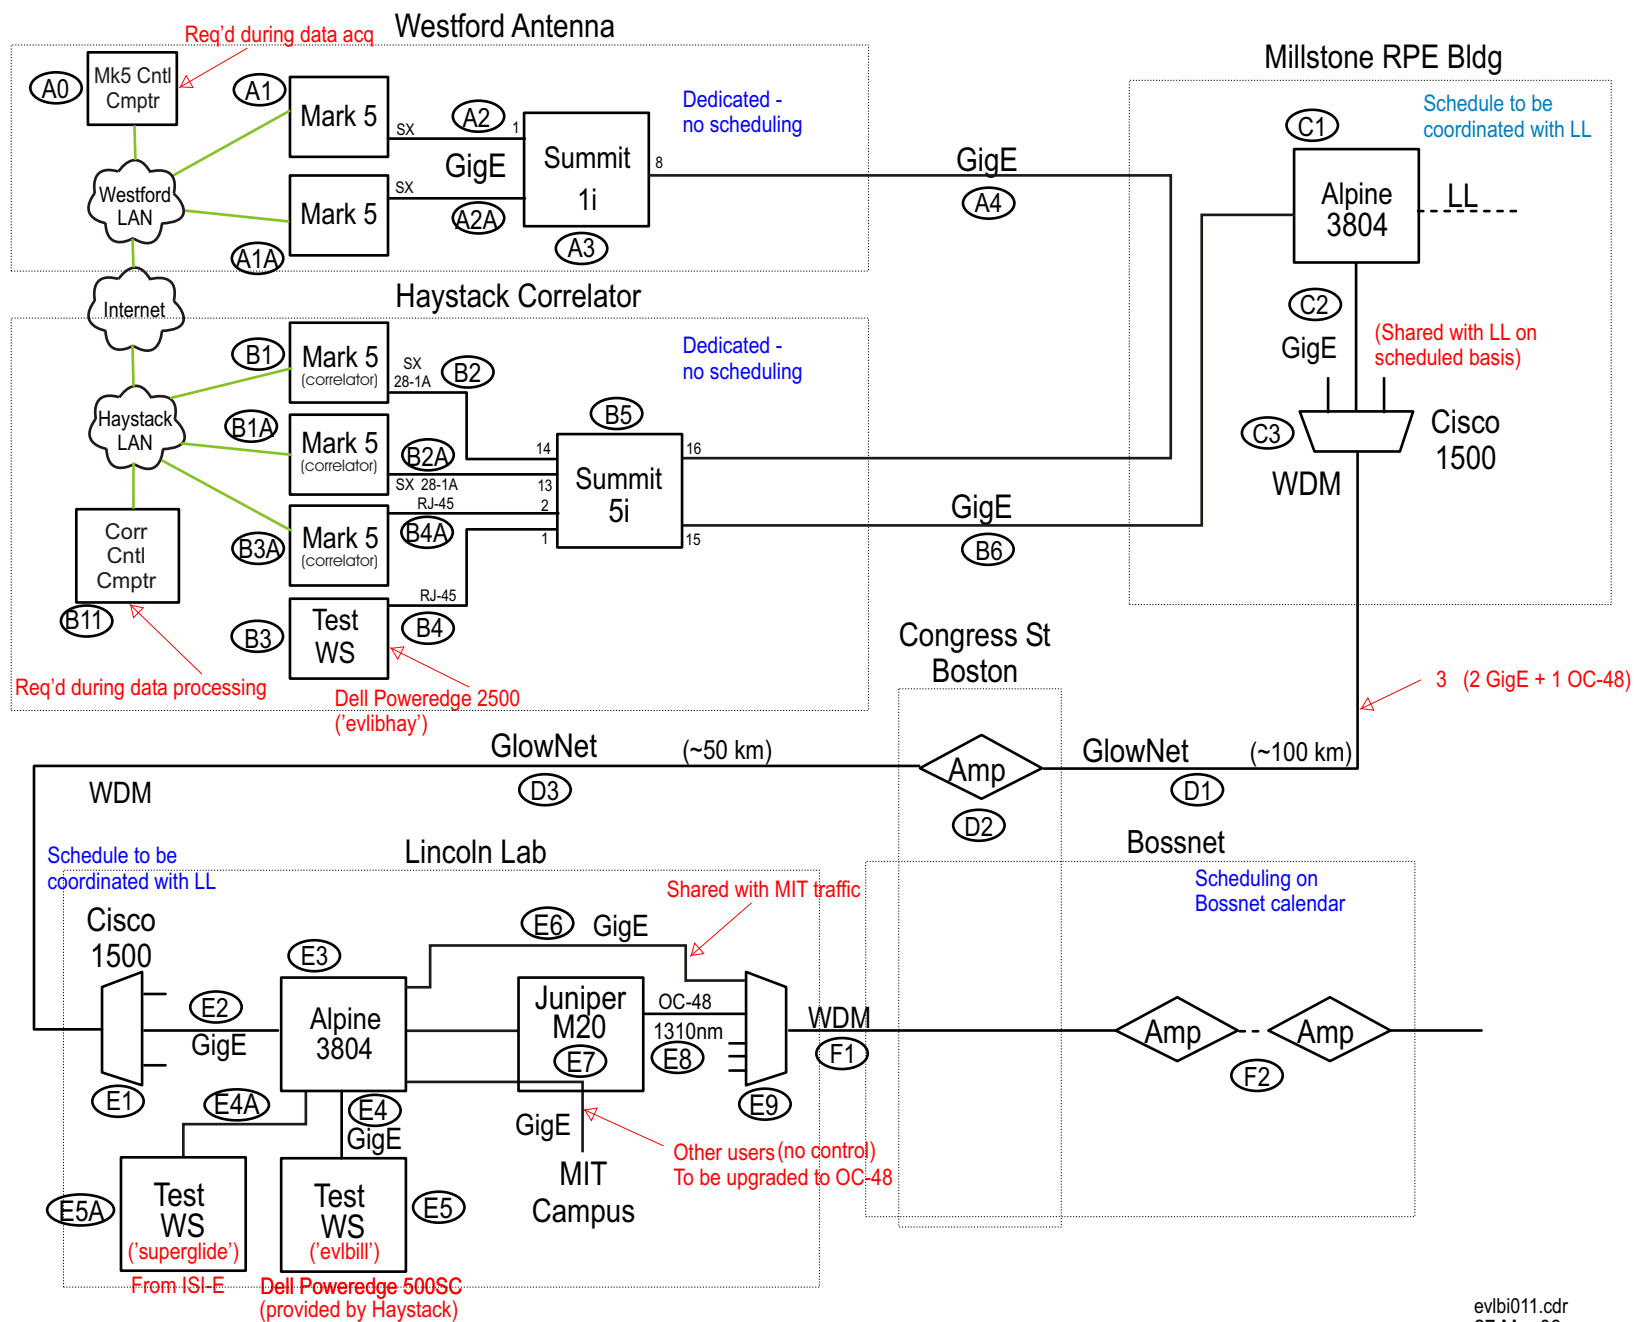 Westford Antenna
Req'd during data acq
A0
Mk5 Cntl
Cmptr
A1
Mark 5
SX
A2
1
GigE
Summit
1i
8
Dedicated -
no scheduling
Westford
LAN
Mark 5
SX
A2A
A3
A1A
GigE
A4
Millstone RPE Bldg
Schedule to be
coordinated with LL
C1
Alpine
3804
LL
C2
GigE
(Shared with LL on
scheduled basis)
C3
Cisco
1500
WDM
Internet
Haystack Correlator
B1
Mark 5
(correlator)
SX
28-1A
B2
Dedicated -
no scheduling
Haystack
LAN
B1A
Mark 5
(correlator)
B2A
SX 28-1A
RJ-45
B5
14
13
2
1
Summit
5i
16
15
B3A
Mark 5
(correlator)
B4A
GigE
B6
Corr
Cntl
Cmptr
B11
RJ-45
B3
Test
WS
B4
Req'd during data processing
Dell Poweredge 2500
('evlibhay')
Congress St
Boston
3 (2 GigE + 1 OC-48)
GlowNet
(~50 km)
Amp
GlowNet
(~100 km)
WDM
D3
D1
D2
Schedule to be
coordinated with LL
Lincoln Lab
Bossnet
Shared with MIT traffic
Scheduling on
Bossnet calendar
Cisco
1500
E6
GigE
E3
E2
GigE
Alpine
3804
Juniper
M20
E7
OC-48
1310nm
E8
WDM
F1
Amp
Amp
F2
E1
E4A
E4
GigE
E9
GigE
Other users (no control)
To be upgraded to OC-48
MIT
Campus
E5A
Test
WS
('superglide')
From ISI-E
Test
WS
('evlbill')
E5
Dell Poweredge 500SC
(provided by Haystack)
evlbi011.cdr